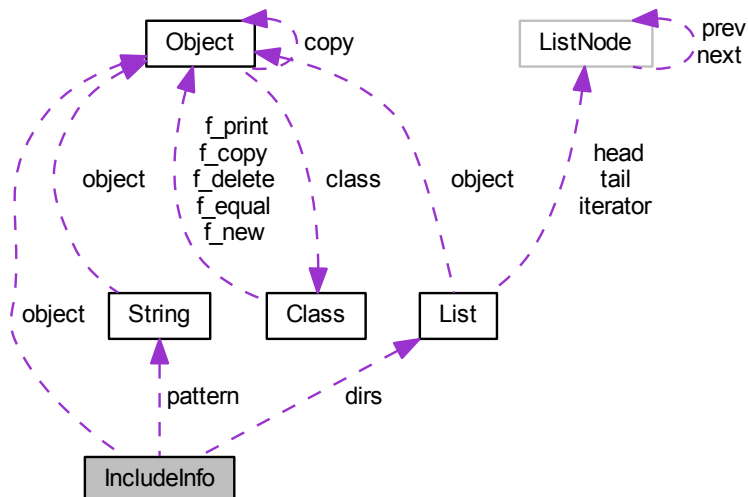 Object
copy
ListNode
prev
next
f_print
f_copy
f_delete
f_equal
f_new
object
class
object
head
tail
iterator
object
String
Class
List
pattern
dirs
IncludeInfo